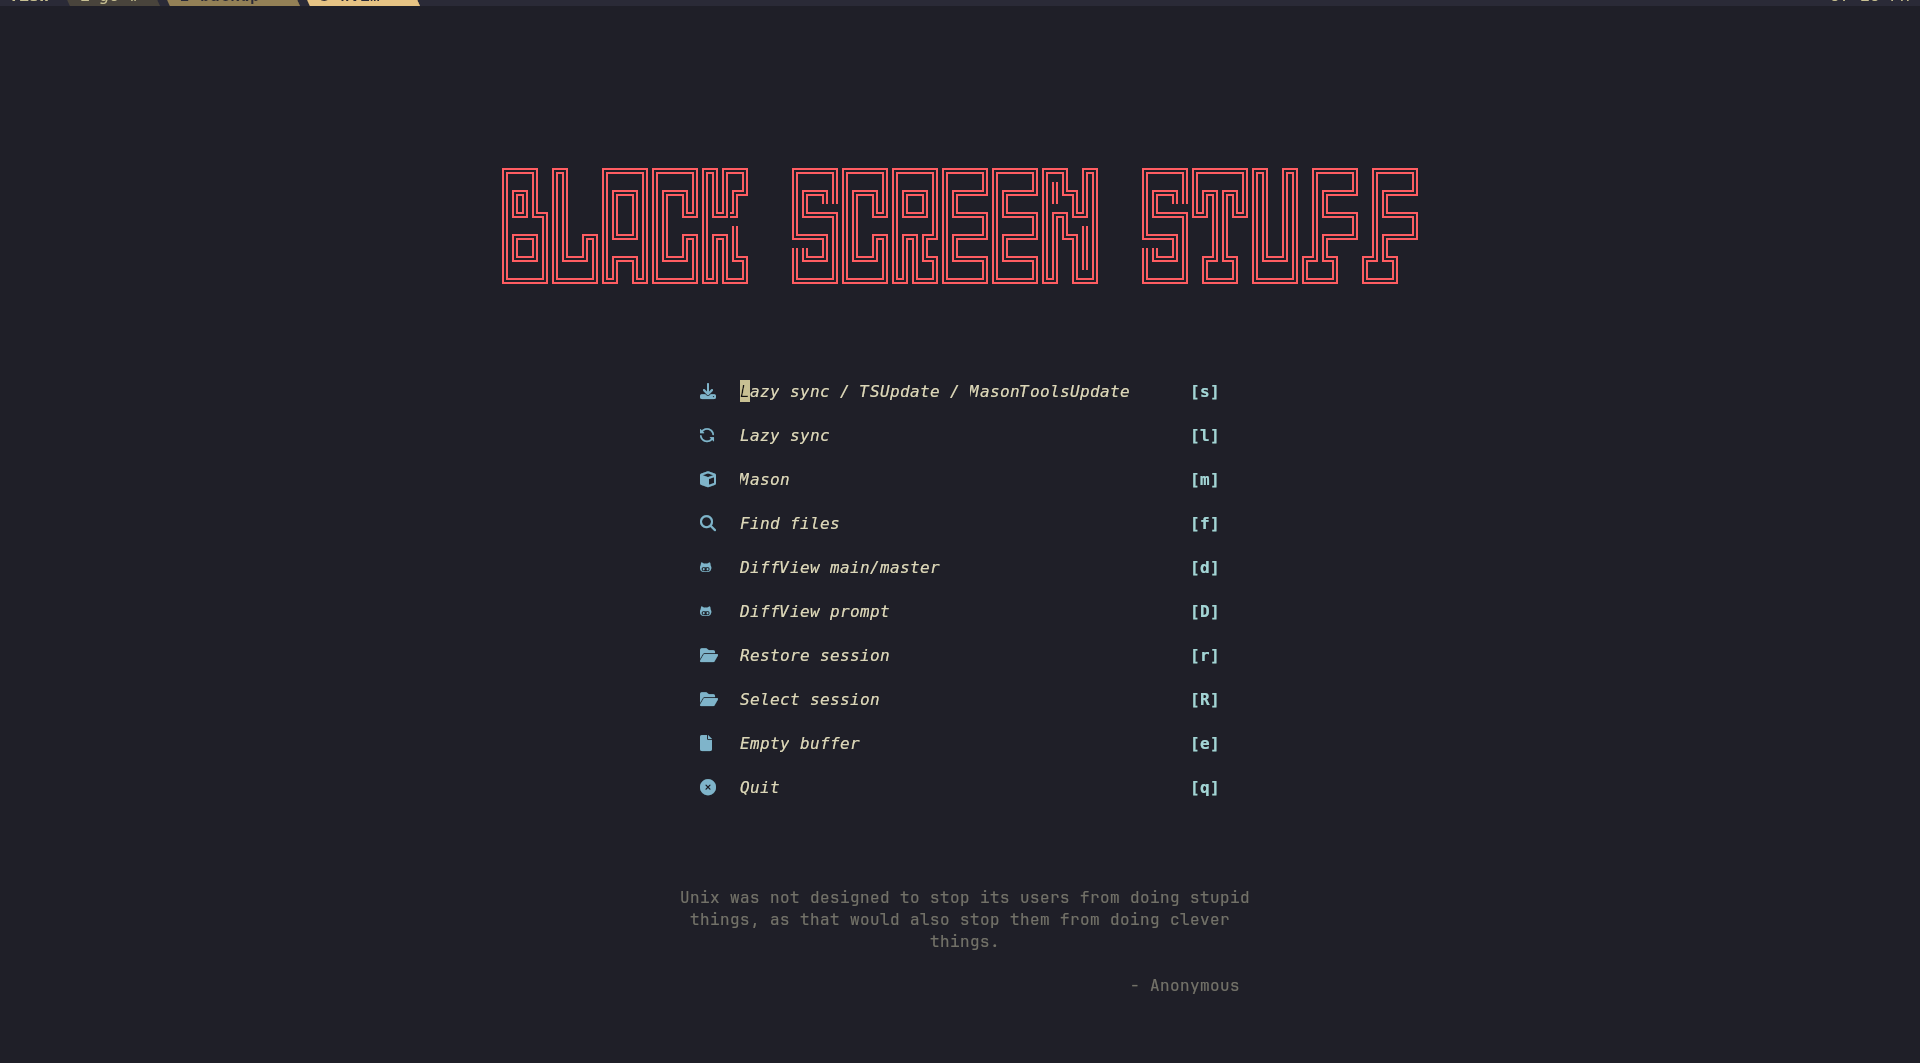 BLACK SCREEN STUFF
Lazy sync / TSUpdate / MasonToolsUpdate [s]
Lazy sync [l]
Mason [m]
Find files [f]
DiffView main/master [d]
DiffView prompt [D]
Restore session [r]
Select session [R]
Empty buffer [e]
Quit [q]
Unix was not designed to stop its users from doing stupid
things, as that would also stop them from doing clever
things.
- Anonymous